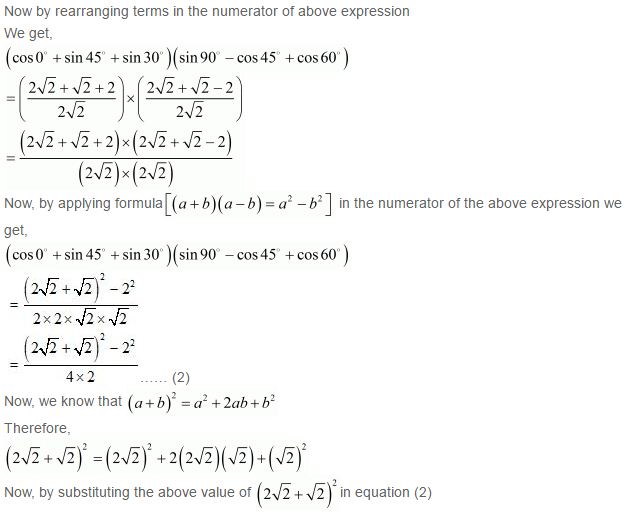 Now by rearranging terms in the numerator of above expression
We get,
(cos 0° + sin 45° + sin 30°)(sin 90° − cos 45° + cos 60°)
= ((2√2 + √2 + 2)/(2√2)) × ((2√2 + √2 − 2)/(2√2))
= ((2√2 + √2 + 2) × (2√2 + √2 − 2))/((2√2) × (2√2))
Now, by applying formula [(a + b)(a − b) = a² − b²] in the numerator of the above expression we
get,
(cos 0° + sin 45° + sin 30°)(sin 90° − cos 45° + cos 60°)
= ((2√2 + √2)² − 2²)/(2 × 2 × √2 × √2)
= ((2√2 + √2)² − 2²)/(4 × 2) ...... (2)
Now, we know that (a + b)² = a² + 2ab + b²
Therefore,
(2√2 + √2)² = (2√2)² + 2(2√2)(√2) + (√2)²
Now, by substituting the above value of (2√2 + √2)² in equation (2)